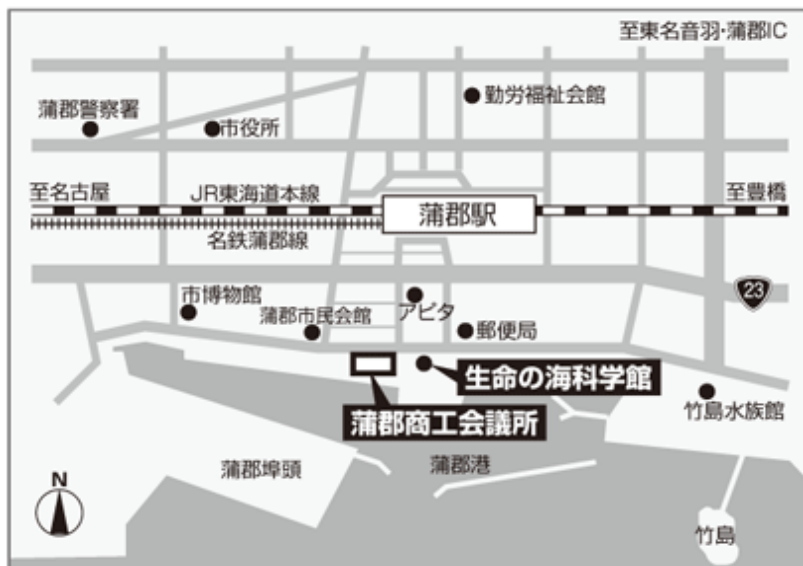 至東名音羽・蒲郡IC
勤労福祉会館
蒲郡警察署
市役所
至名古屋
JR東海道本線
蒲郡駅
至豊橋
名鉄蒲郡線
23
市博物館
アピタ
蒲郡市民会館
郵便局
生命の海科学館
竹島水族館
蒲郡商工会議所
蒲郡埠頭
蒲郡港
N
竹島